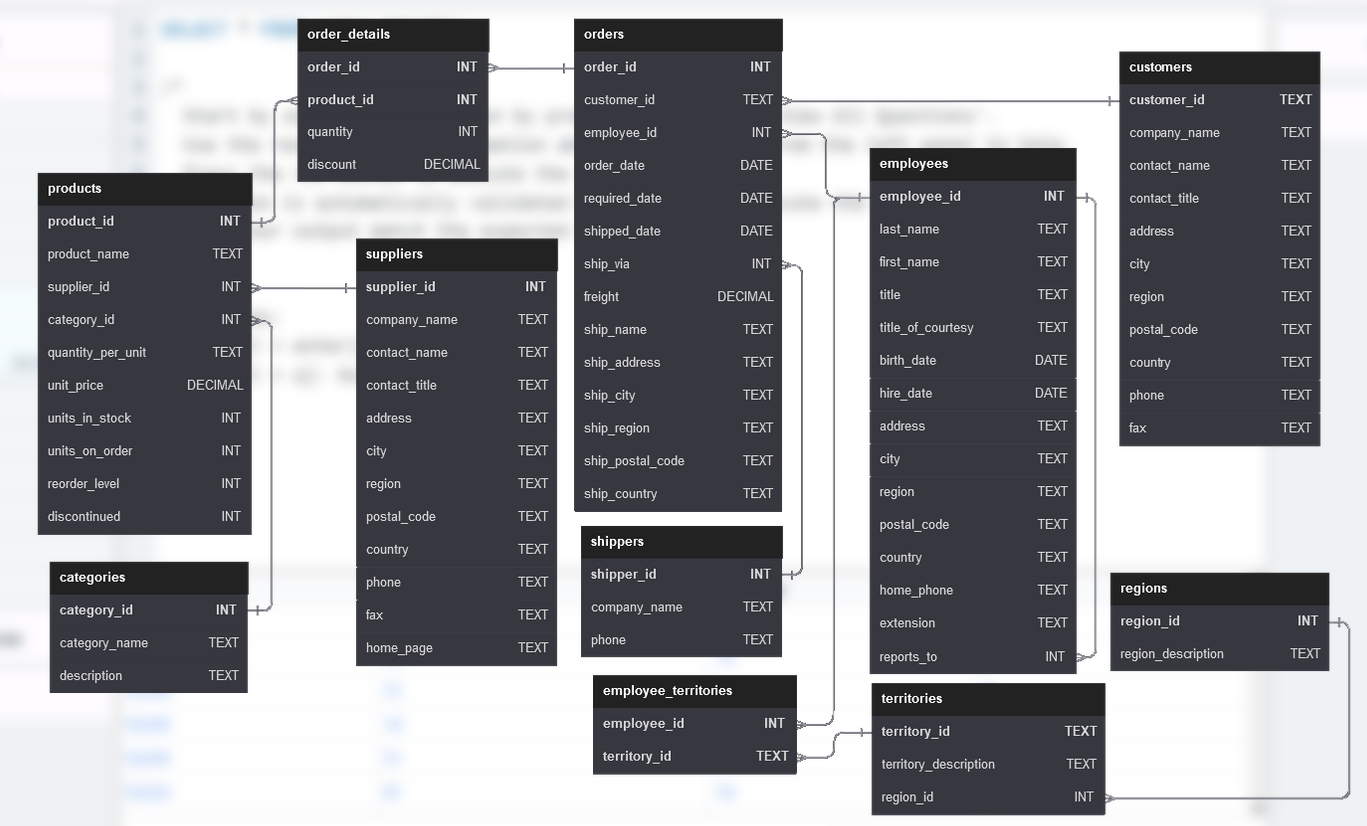 order_details
order_id INT
product_id INT
quantity INT
discount DECIMAL
orders
order_id INT
customer_id TEXT
employee_id INT
order_date DATE
required_date DATE
shipped_date DATE
ship_via INT
freight DECIMAL
ship_name TEXT
ship_address TEXT
ship_city TEXT
ship_region TEXT
ship_postal_code TEXT
ship_country TEXT
customers
customer_id TEXT
company_name TEXT
contact_name TEXT
contact_title TEXT
address TEXT
city TEXT
region TEXT
postal_code TEXT
country TEXT
phone TEXT
fax TEXT
employees
employee_id INT
last_name TEXT
first_name TEXT
title TEXT
title_of_courtesy TEXT
birth_date DATE
hire_date DATE
address TEXT
city TEXT
region TEXT
postal_code TEXT
country TEXT
home_phone TEXT
extension TEXT
reports_to INT
products
product_id INT
product_name TEXT
supplier_id INT
category_id INT
quantity_per_unit TEXT
unit_price DECIMAL
units_in_stock INT
units_on_order INT
reorder_level INT
discontinued INT
suppliers
supplier_id INT
company_name TEXT
contact_name TEXT
contact_title TEXT
address TEXT
city TEXT
region TEXT
postal_code TEXT
country TEXT
phone TEXT
fax TEXT
home_page TEXT
shippers
shipper_id INT
company_name TEXT
phone TEXT
categories
category_id INT
category_name TEXT
description TEXT
regions
region_id INT
region_description TEXT
employee_territories
employee_id INT
territory_id TEXT
territories
territory_id TEXT
territory_description TEXT
region_id INT